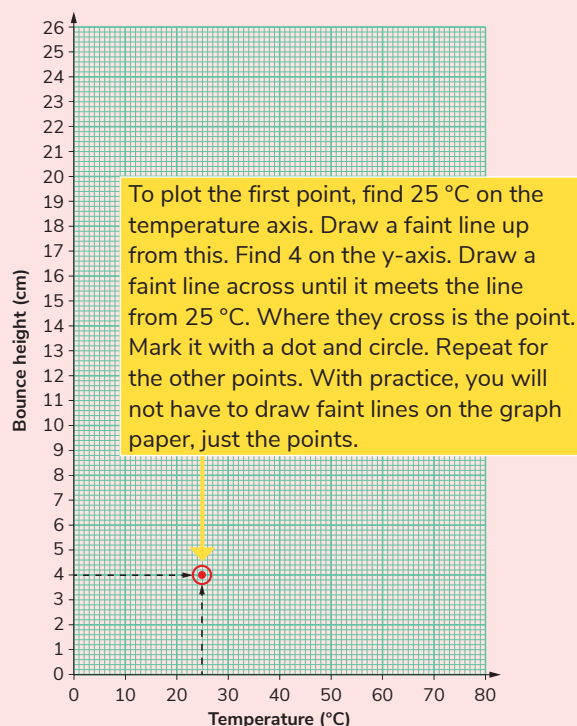 26
25
24
23
22
21
20
19
18
17
16
15
14
13
12
11
10
9
8
7
6
5
4
3
2
1
0
Bounce height (cm)
To plot the first point, find 25 °C on the
temperature axis. Draw a faint line up
from this. Find 4 on the y-axis. Draw a
faint line across until it meets the line
from 25 °C. Where they cross is the point.
Mark it with a dot and circle. Repeat for
the other points. With practice, you will
not have to draw faint lines on the graph
paper, just the points.
0 10 20 30 40 50 60 70 80
Temperature (°C)